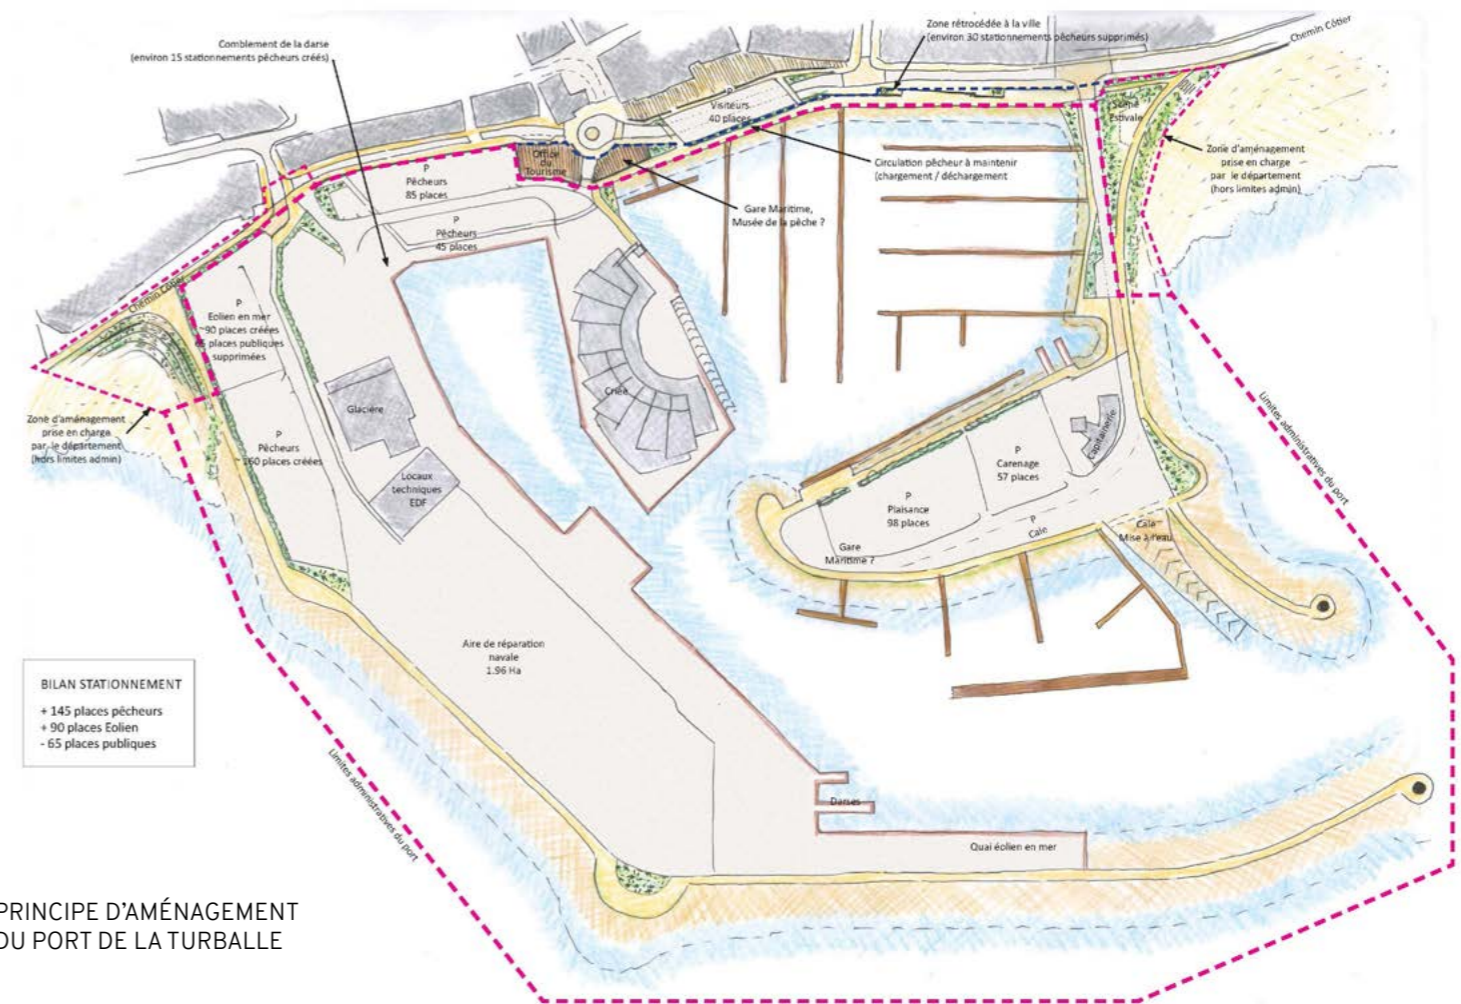 Comblement de la darse
(environ 15 stationnements pêcheurs créés)
Zone rétrocédée à la ville
(environ 30 stationnements pêcheurs supprimés)
Chemin Côtier
P
Visiteurs
40 places
Scène
Estivale
Office
du
Tourisme
P
Pêcheurs
85 places
P
Pêcheurs
45 places
Circulation pêcheur à maintenir
(chargement / déchargement
Zone d'aménagement
prise en charge
par le département
(hors limites admin)
Gare Maritime,
Musée de la pêche ?
Chemin Côtier
P
Eolien en mer
~90 places créées
65 places publiques
supprimées
Glacière
Criée
Zone d'aménagement
prise en charge
par le département
(hors limites admin)
P
Pêcheurs
~ 160 places créées
Locaux
techniques
EDF
Capitainerie
P
Carenage
57 places
P
Plaisance
98 places
P
Cale
Cale
Mise à l'eau
Gare
Maritime ?
Limites administratives du port
Aire de réparation
navale
1.96 Ha
BILAN STATIONNEMENT
+ 145 places pêcheurs
+ 90 places Eolien
- 65 places publiques
Limites administratives du port
Darses
Quai éolien en mer
PRINCIPE D'AMÉNAGEMENT
DU PORT DE LA TURBALLE